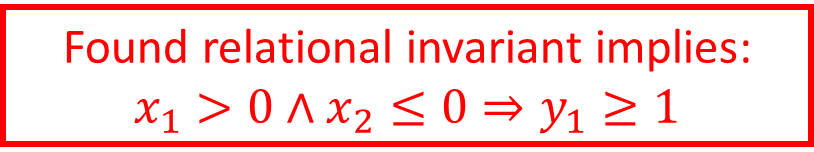 Found relational invariant implies:
𝑥₁ > 0 ∧ 𝑥₂ ≤ 0 ⇒ 𝑦₁ ≥ 1